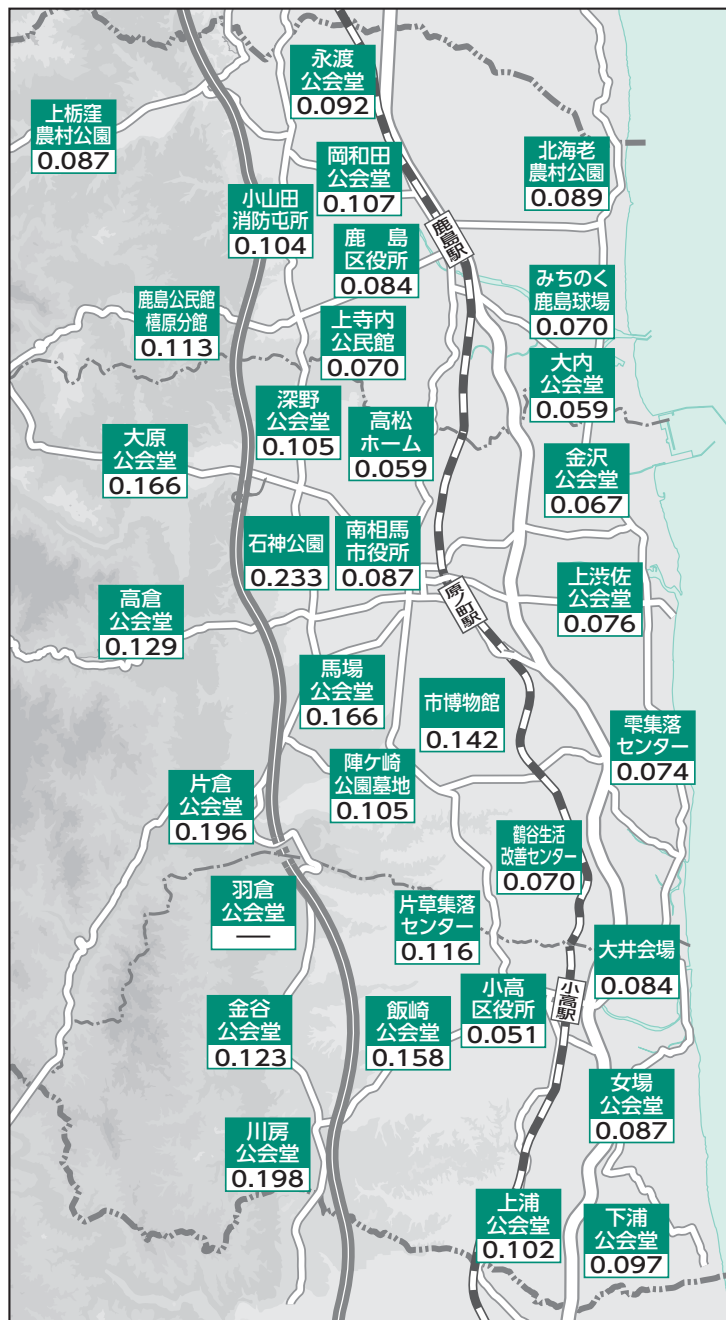 永渡
公会堂
0.092
上栃窪
農村公園
0.087
岡和田
公会堂
0.107
北海老
農村公園
0.089
小山田
消防屯所
0.104
鹿島駅
鹿　島
区役所
0.084
みちのく
鹿島球場
0.070
鹿島公民館
橲原分館
0.113
上寺内
公民館
0.070
大内
公会堂
0.059
深野
公会堂
0.105
高松
ホーム
0.059
大原
公会堂
0.166
金沢
公会堂
0.067
石神公園
0.233
南相馬
市役所
0.087
原ノ町駅
上渋佐
公会堂
0.076
高倉
公会堂
0.129
馬場
公会堂
0.166
市博物館
0.142
雫集落
センター
0.074
陣ケ崎
公園墓地
0.105
片倉
公会堂
0.196
鶴谷生活
改善センター
0.070
羽倉
公会堂
―
片草集落
センター
0.116
大井会場
0.084
小高
区役所
0.051
小高駅
金谷
公会堂
0.123
飯崎
公会堂
0.158
女場
公会堂
0.087
川房
公会堂
0.198
上浦
公会堂
0.102
下浦
公会堂
0.097